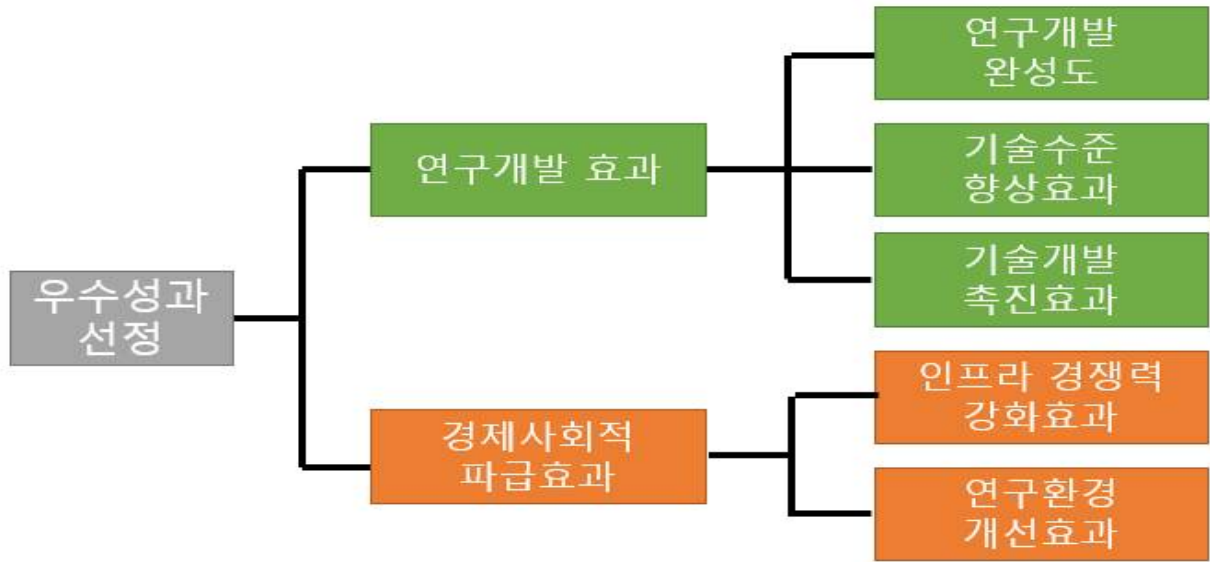 우수성과
선정
연구개발 효과
연구개발
완성도
기술수준
향상효과
기술개발
촉진효과
경제사회적
파급효과
인프라 경쟁력
강화효과
연구환경
개선효과